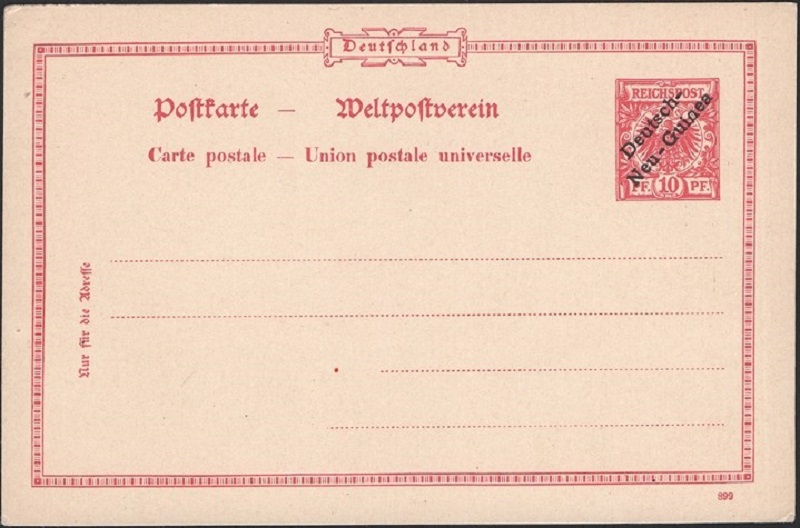 Deutschland
Postkarte — Weltpostverein
Carte postale — Union postale universelle
REICHSPOST
Deutsch-
Neu-Guinea
PF. 10 PF.
Nur für die Adresse
899